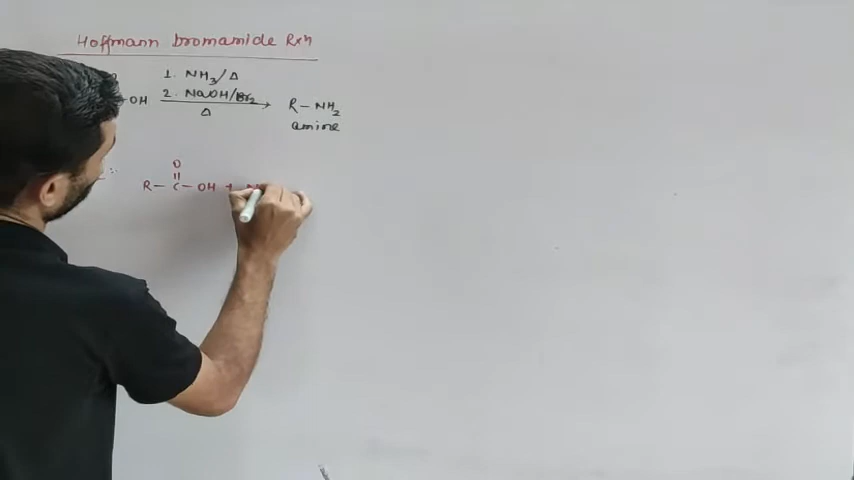 Hoffmann bromamide Rxn
1. NH3/Δ
OH 2. NaOH/Br2 R-NH2
Δ amine
O
R-C-OH + N